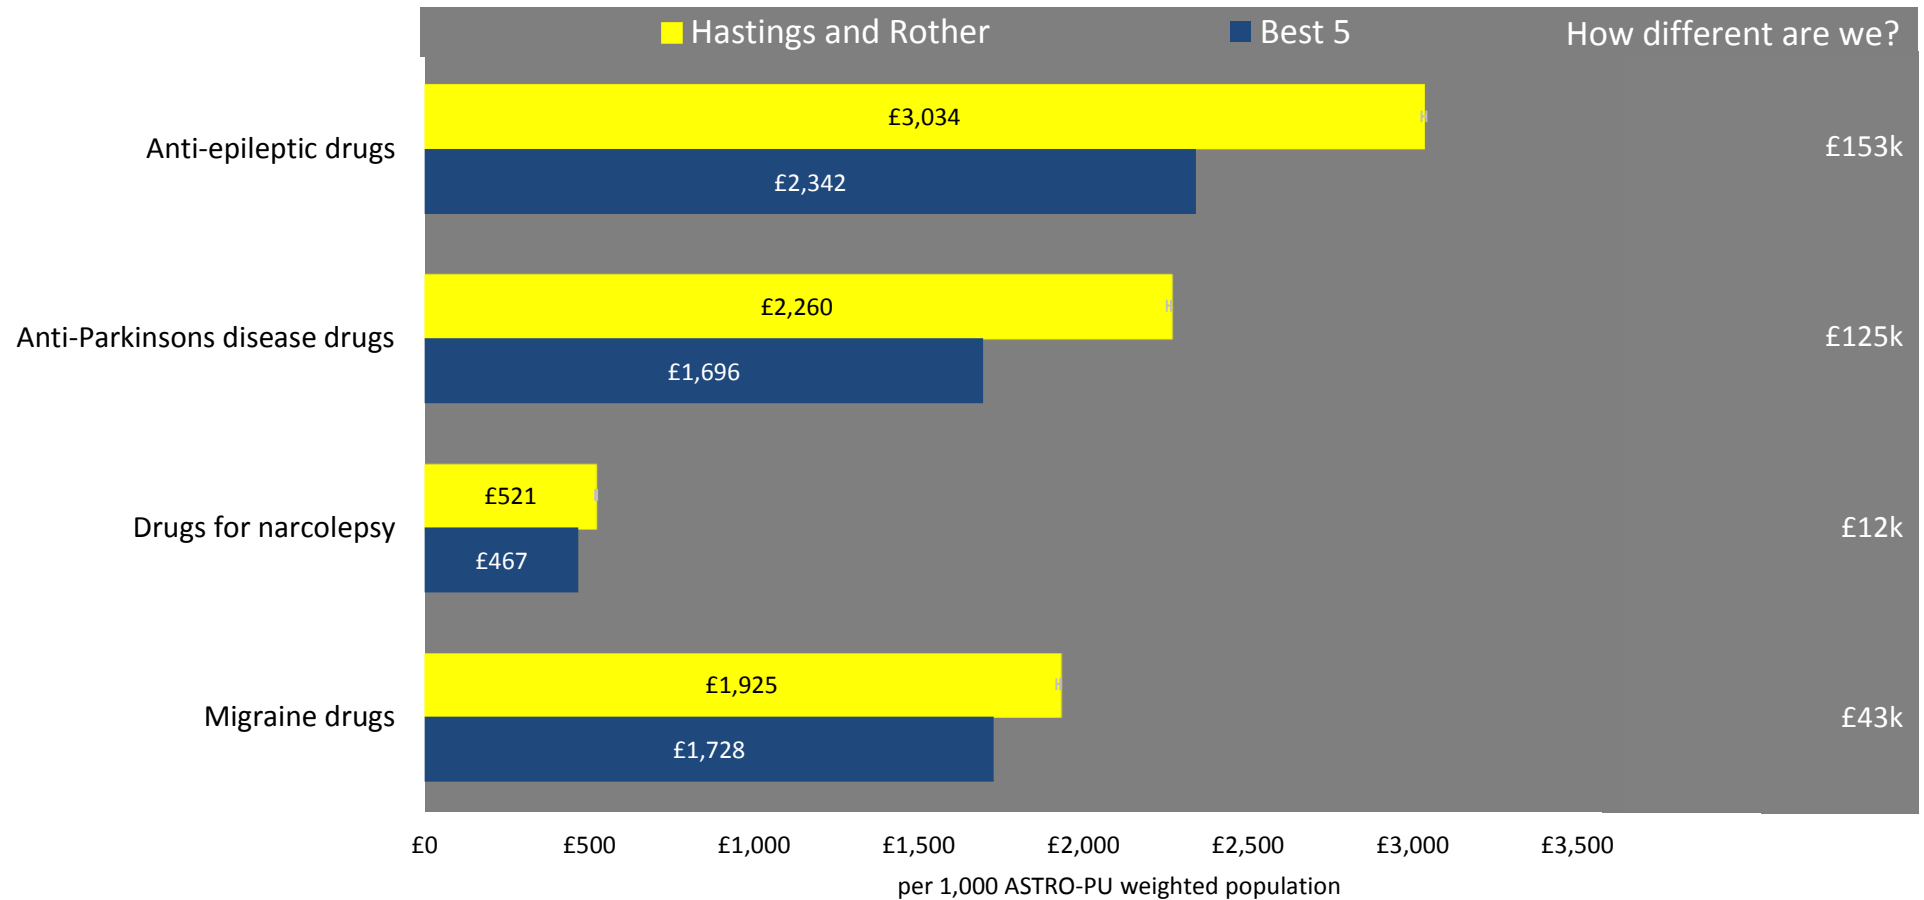 Hastings and Rother Best 5 How different are we?
Anti-epileptic drugs £3,034 £2,342 £153k
Anti-Parkinsons disease drugs £2,260 £1,696 £125k
Drugs for narcolepsy £521 £467 £12k
Migraine drugs £1,925 £1,728 £43k
£0 £500 £1,000 £1,500 £2,000 £2,500 £3,000 £3,500
per 1,000 ASTRO-PU weighted population